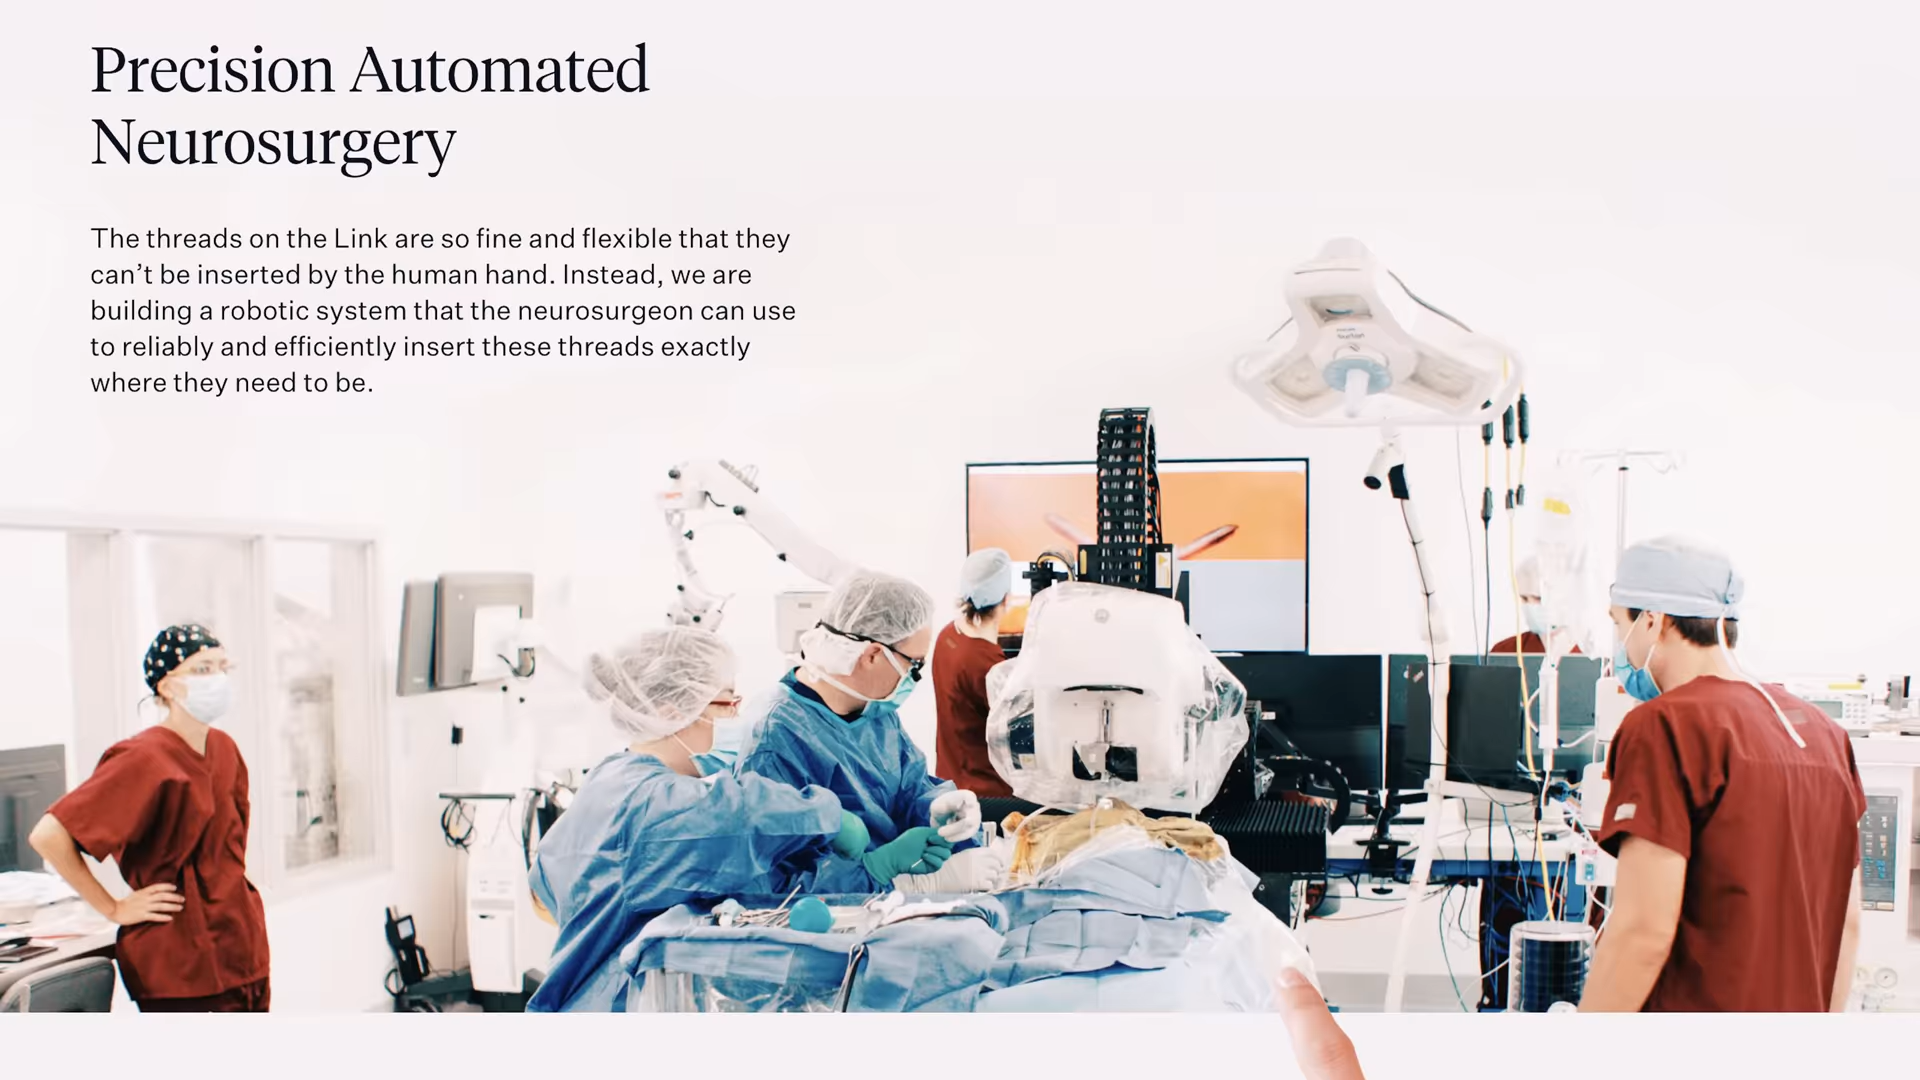 Precision Automated
Neurosurgery
The threads on the Link are so fine and flexible that they
can’t be inserted by the human hand. Instead, we are
building a robotic system that the neurosurgeon can use
to reliably and efficiently insert these threads exactly
where they need to be.